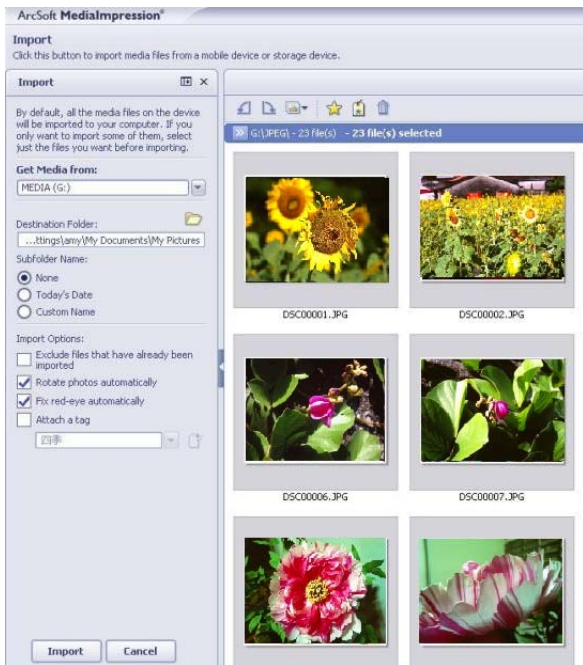 ArcSoft MediaImpression®
Import
Click this button to import media files from a mobile device or storage device.
Import
By default, all the media files on the device
will be imported to your computer. If you
only want to import some of them, select
just the files you want before importing.
Get Media from:
MEDIA (G:)
Destination Folder:
...ttings\amy\My Documents\My Pictures
Subfolder Name:
None
Today's Date
Custom Name
Import Options:
Exclude files that have already been
imported
Rotate photos automatically
Fix red-eye automatically
Attach a tag
四季
Import Cancel
G:\JPEG\ - 23 file(s) - 23 file(s) selected
DSC00001.JPG DSC00002.JPG
DSC00006.JPG DSC00007.JPG